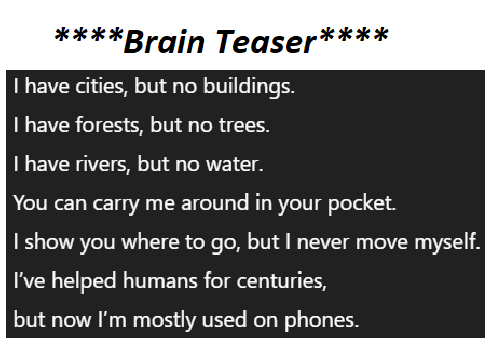 ****Brain Teaser****
I have cities, but no buildings.
I have forests, but no trees.
I have rivers, but no water.
You can carry me around in your pocket.
I show you where to go, but I never move myself.
I've helped humans for centuries,
but now I'm mostly used on phones.